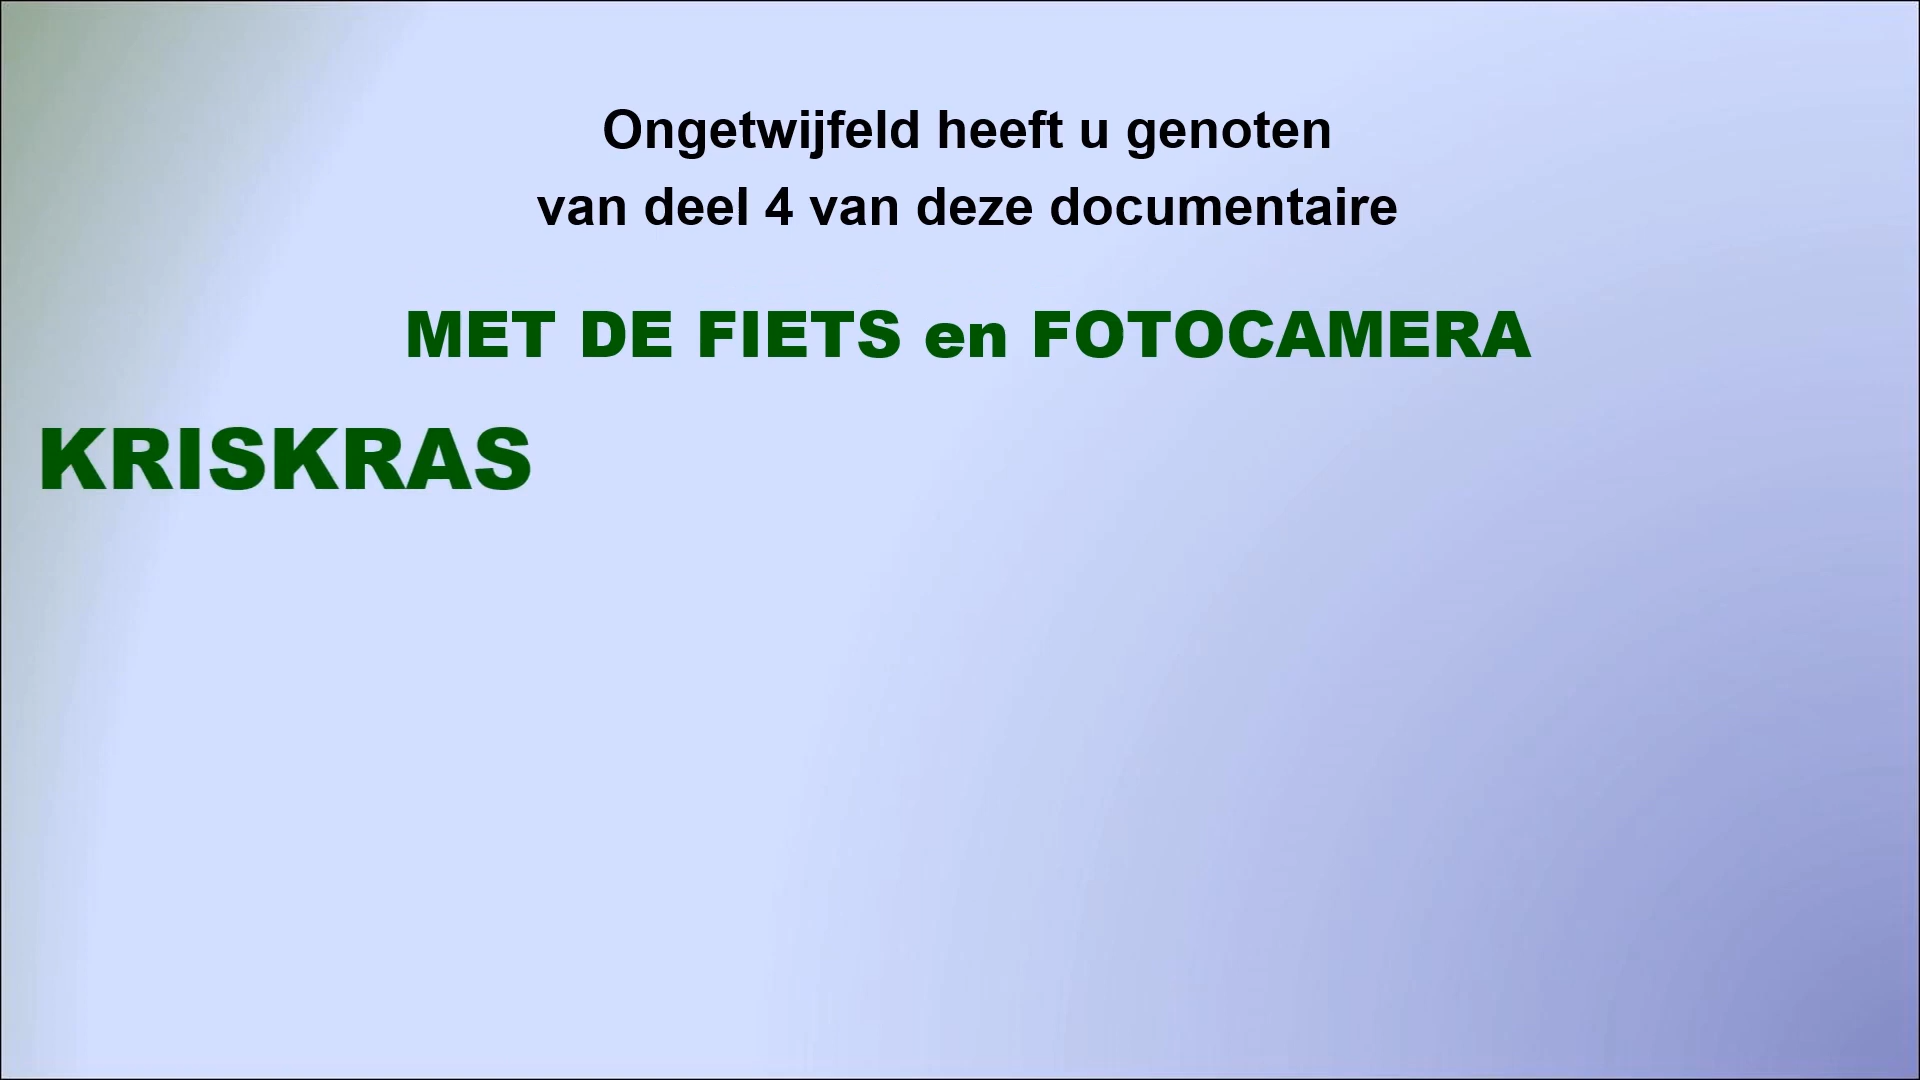 Ongetwijfeld heeft u genoten
van deel 4 van deze documentaire
MET DE FIETS en FOTOCAMERA
KRISKRAS